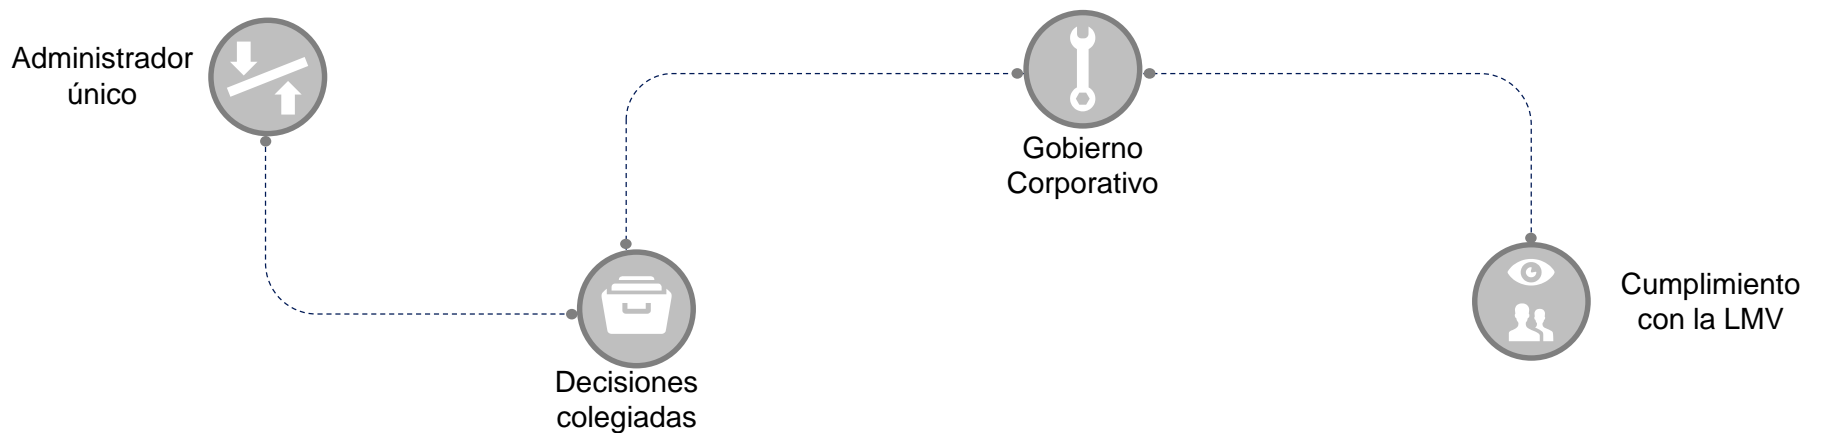 Administrador
único
Decisiones
colegiadas
Gobierno
Corporativo
Cumplimiento
con la LMV